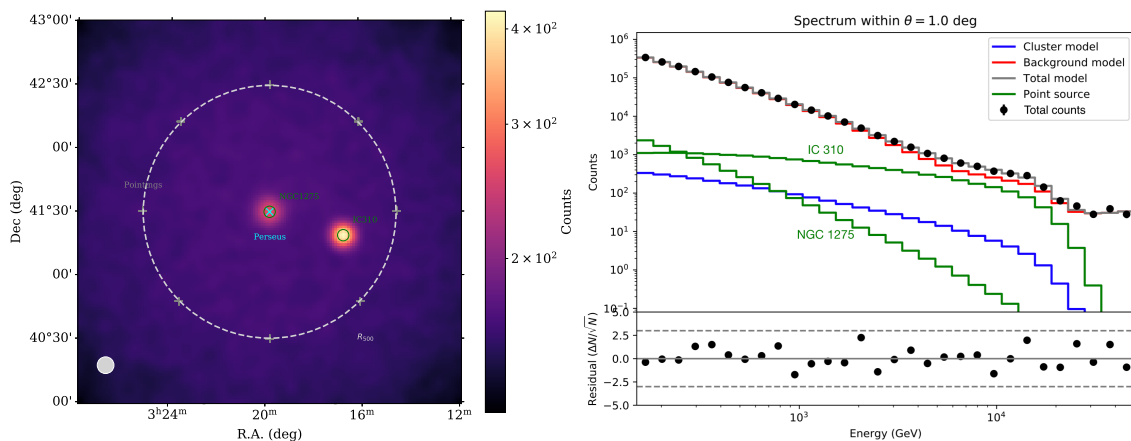 43°00'
42°30'
00'
41°30'
00'
40°30'
00'
Dec (deg)
Pointings
NGC1275
IC310
Perseus
R500
3h24m
20m
16m
12m
R.A. (deg)
4 × 10²
3 × 10²
2 × 10²
Counts
Spectrum within θ = 1.0 deg
10⁶
10⁵
10⁴
10³
10²
10¹
10⁰
10⁻¹
Counts
Cluster model
Background model
Total model
Point source
Total counts
IC 310
NGC 1275
5.0
2.5
0.0
−2.5
−5.0
Residual (ΔN/√N)
10³
10⁴
Energy (GeV)